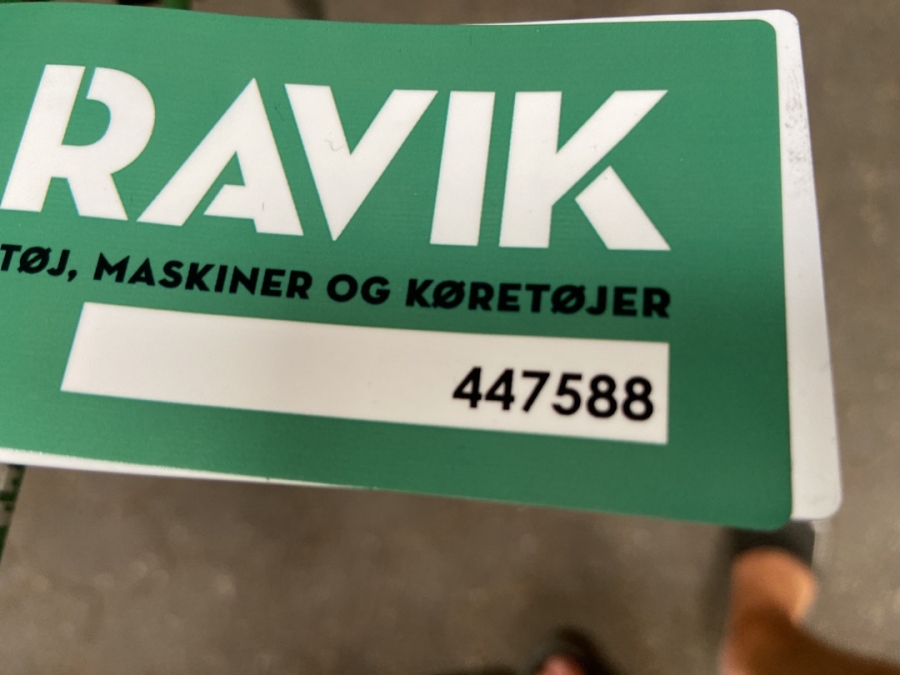 RAVIK
TØJ, MASKINER OG KØRETØJER
447588